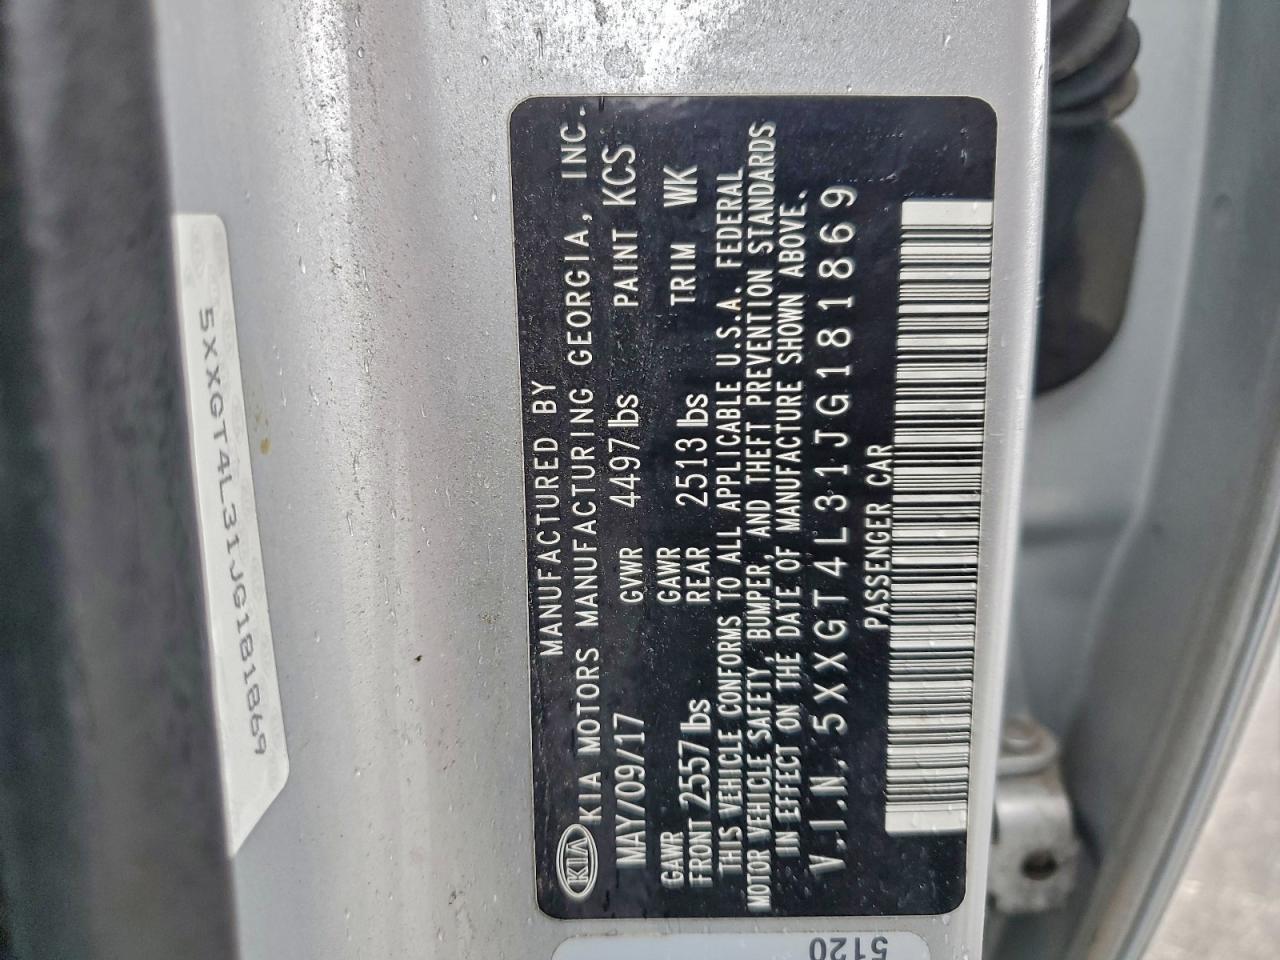 MANUFACTURED BY
KIA KIA MOTORS MANUFACTURING GEORGIA, INC.
MAY/09/17 GVWR 4497 lbs PAINT KCS
GAWR FRONT 2557 lbs GAWR REAR 2513 lbs TRIM WK
THIS VEHICLE CONFORMS TO ALL APPLICABLE U.S.A. FEDERAL
MOTOR VEHICLE SAFETY, BUMPER, AND THEFT PREVENTION STANDARDS
IN EFFECT ON THE DATE OF MANUFACTURE SHOWN ABOVE.
V.I.N. 5XXGT4L31JG181869
PASSENGER CAR
5XXGT4L31JG181869
5120